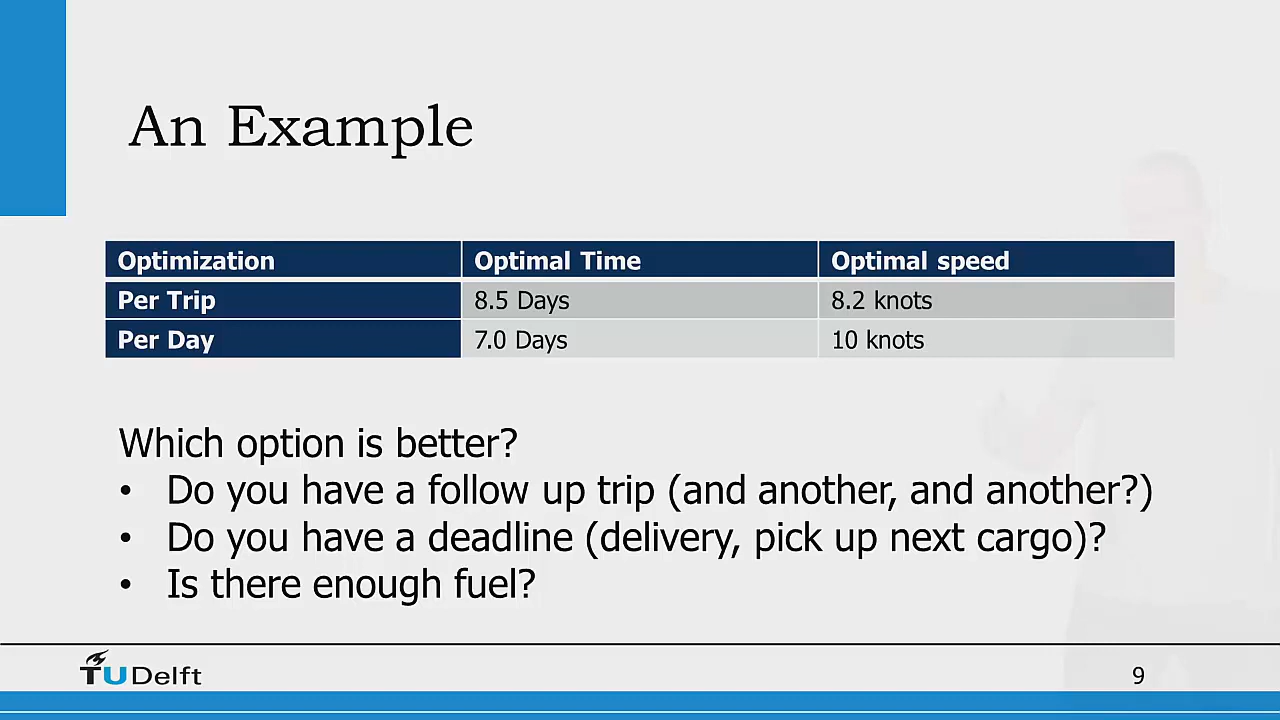 An Example
Optimization Optimal Time Optimal speed
Per Trip 8.5 Days 8.2 knots
Per Day 7.0 Days 10 knots
Which option is better?
• Do you have a follow up trip (and another, and another?)
• Do you have a deadline (delivery, pick up next cargo)?
• Is there enough fuel?
TUDelft
9